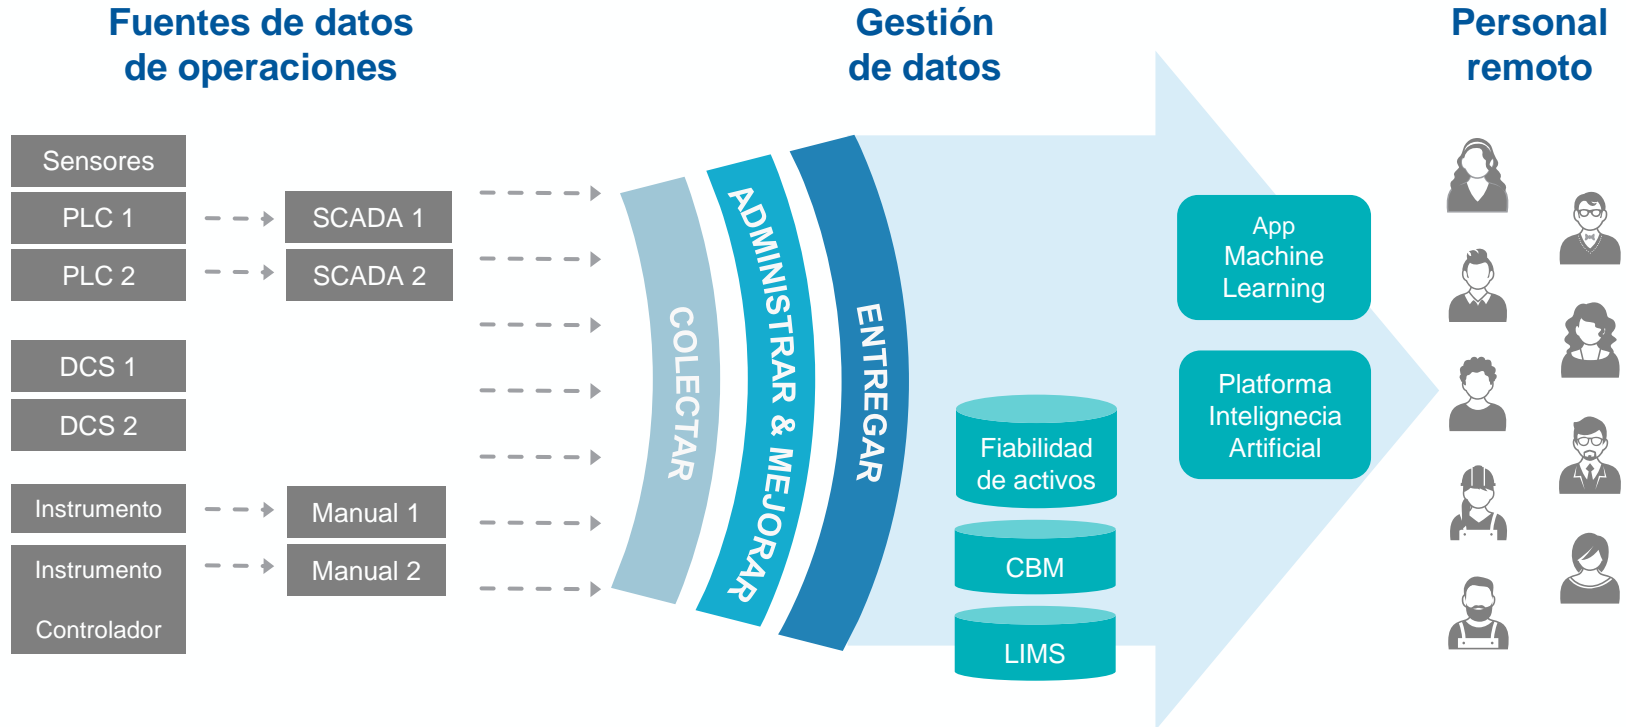 Fuentes de datos
de operaciones
Gestión
de datos
Personal
remoto
Sensores
PLC 1
SCADA 1
PLC 2
SCADA 2
DCS 1
DCS 2
Instrumento
Manual 1
Instrumento
Manual 2
Controlador
COLECTAR
ADMINISTRAR & MEJORAR
ENTREGAR
Fiabilidad
de activos
CBM
LIMS
App
Machine
Learning
Platforma
Intelignecia
Artificial